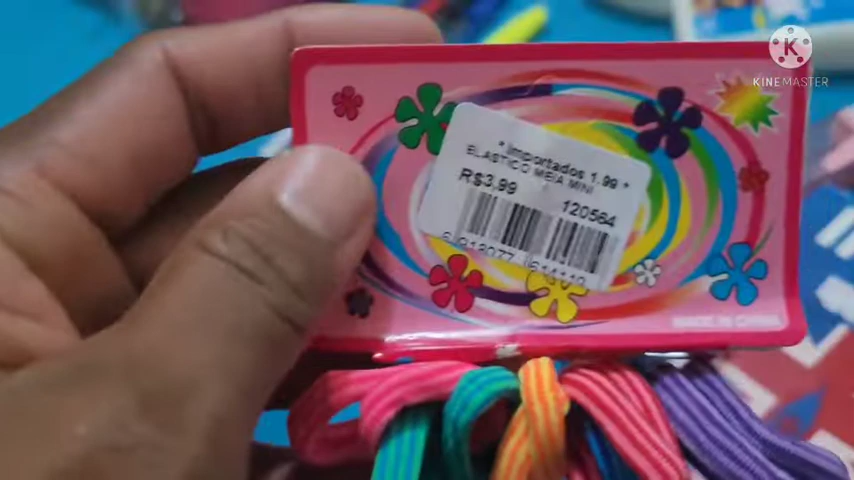 KINEMASTER
* Importados 1.99 *
ELASTICO MEIA MINI
R$3,99
120564
MADE IN CHINA